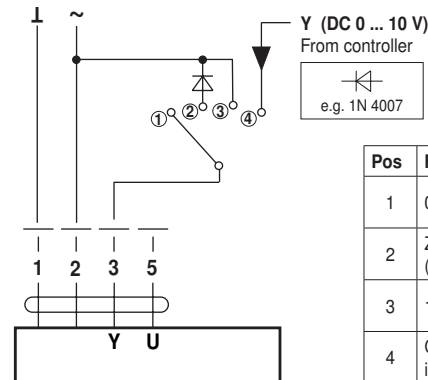 ⊥ ~
Y (DC 0 ... 10 V)
From controller
e.g. 1N 4007
① ② ③ ④
Pos
1
2
(
3
4
1 2 3 5
Y U